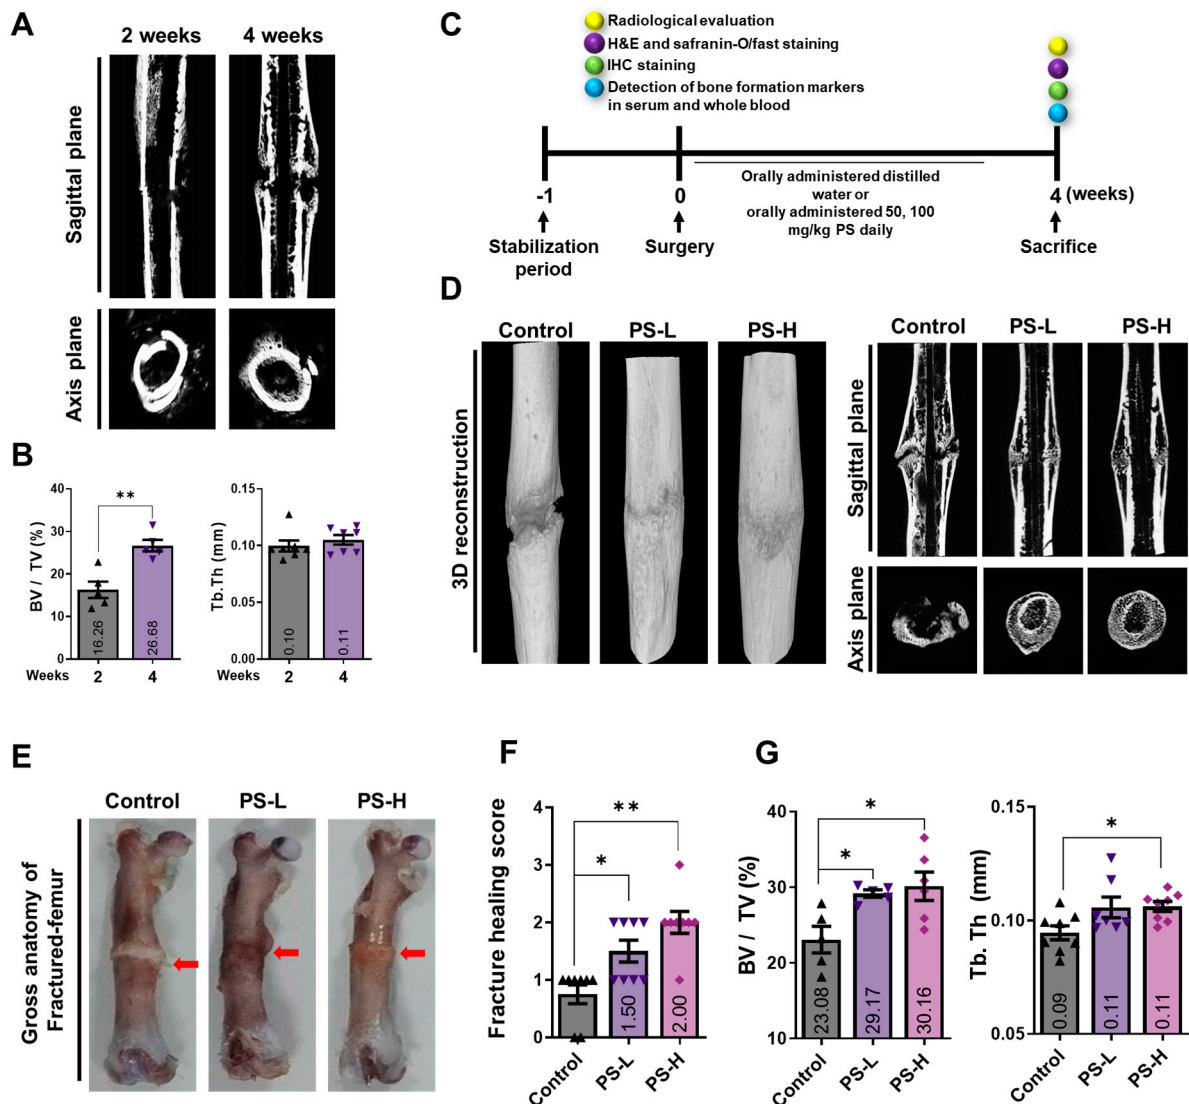 A
2 weeks
4 weeks
Sagittal plane
Axis plane
B
BV / TV (%)
40
30
20
10
0
**
16.26
26.68
Weeks
2
4
Tb.Th (mm)
0.15
0.10
0.05
0.00
0.10
0.11
Weeks
2
4
C
Radiological evaluation
H&E and safranin-O/fast staining
IHC staining
Detection of bone formation markers
in serum and whole blood
-1
0
4 (weeks)
Orally administered distilled
water or
orally administered 50, 100
mg/kg PS daily
Stabilization
period
Surgery
Sacrifice
D
Control
PS-L
PS-H
3D reconstruction
Control
PS-L
PS-H
Sagittal plane
Axis plane
E
Control
PS-L
PS-H
Gross anatomy of
Fractured-femur
F
Fracture healing score
4
3
2
1
0
**
*
1.50
2.00
Control
PS-L
PS-H
G
BV / TV (%)
40
30
20
10
*
*
23.08
29.17
30.16
Control
PS-L
PS-H
Tb. Th (mm)
0.15
0.10
0.05
*
0.09
0.11
0.11
Control
PS-L
PS-H